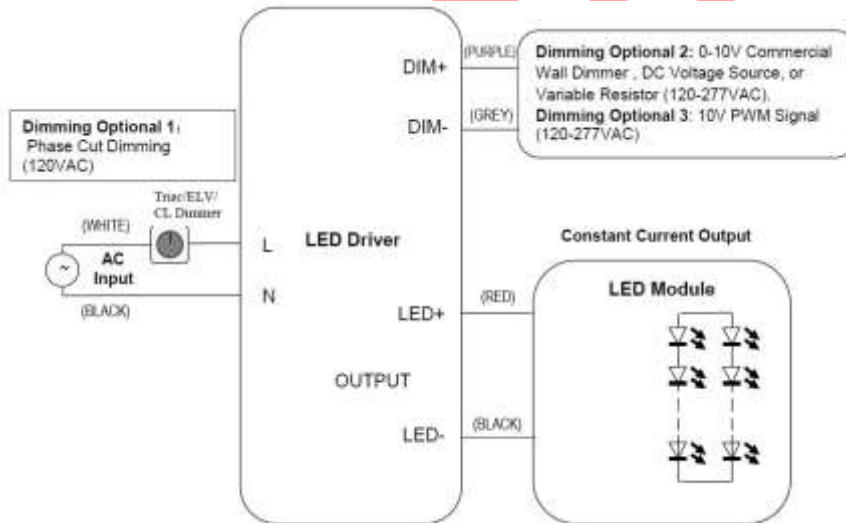 Dimming Optional 1:
Phase Cut Dimming
(120VAC)
Triac/ELV/
CL Dimmer
(WHITE)
AC
Input
~
(BLACK)
L
N
LED Driver
DIM+
DIM-
LED+
OUTPUT
LED-
(PURPLE)
(GREY)
Dimming Optional 2: 0-10V Commercial
Wall Dimmer , DC Voltage Source, or
Variable Resistor (120-277VAC).
Dimming Optional 3: 10V PWM Signal
(120-277VAC)
Constant Current Output
(RED)
(BLACK)
LED Module